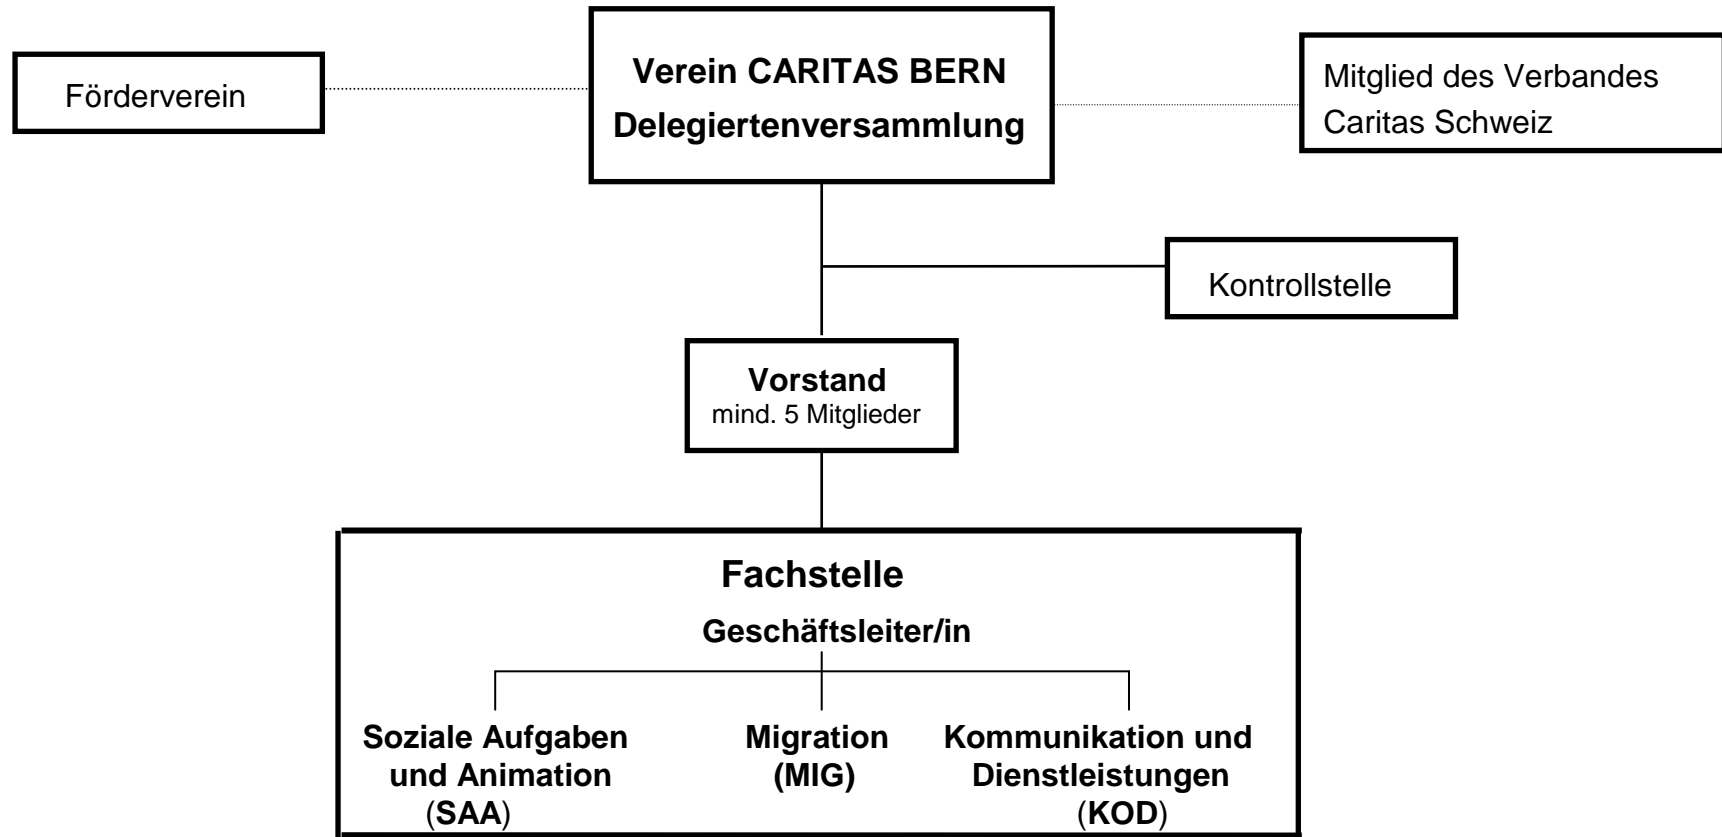 Förderverein
Verein CARITAS BERN
Delegiertenversammlung
Mitglied des Verbandes
Caritas Schweiz
Kontrollstelle
Vorstand
mind. 5 Mitglieder
Fachstelle
Geschäftsleiter/in
Soziale Aufgaben
und Animation
(SAA)
Migration
(MIG)
Kommunikation und
Dienstleistungen
(KOD)